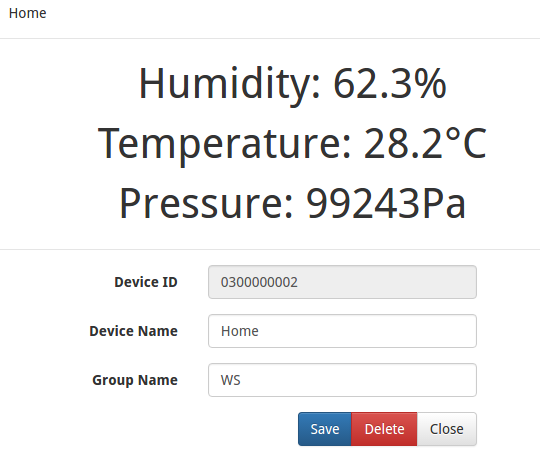 Home
Humidity: 62.3%
Temperature: 28.2°C
Pressure: 99243Pa
Device ID 0300000002
Device Name Home
Group Name WS
Save Delete Close